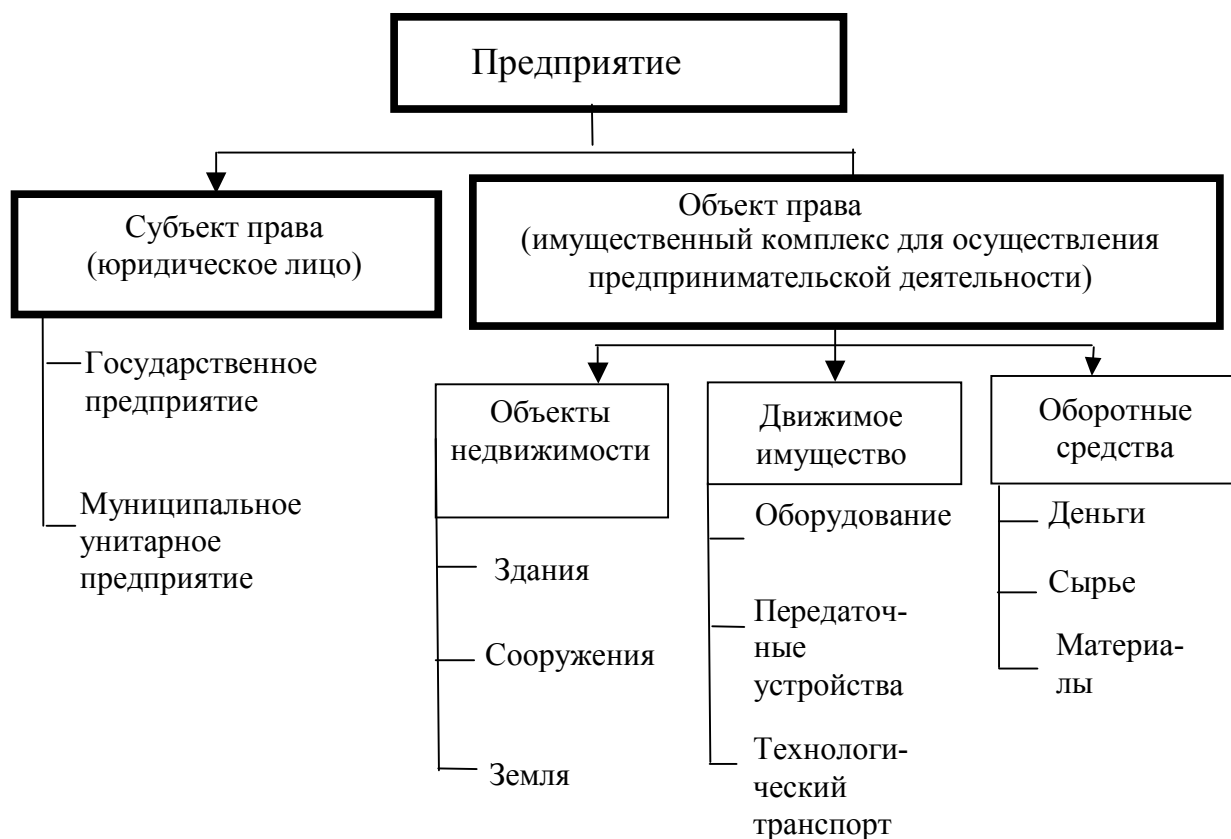 Предприятие
Субъект права
(юридическое лицо)
Объект права
(имущественный комплекс для осуществления
предпринимательской деятельности)
Государственное
предприятие
Муниципальное
унитарное
предприятие
Объекты
недвижимости
Здания
Сооружения
Земля
Движимое
имущество
Оборудование
Передаточ-
ные
устройства
Технологи-
ческий
транспорт
Оборотные
средства
Деньги
Сырье
Материа-
лы